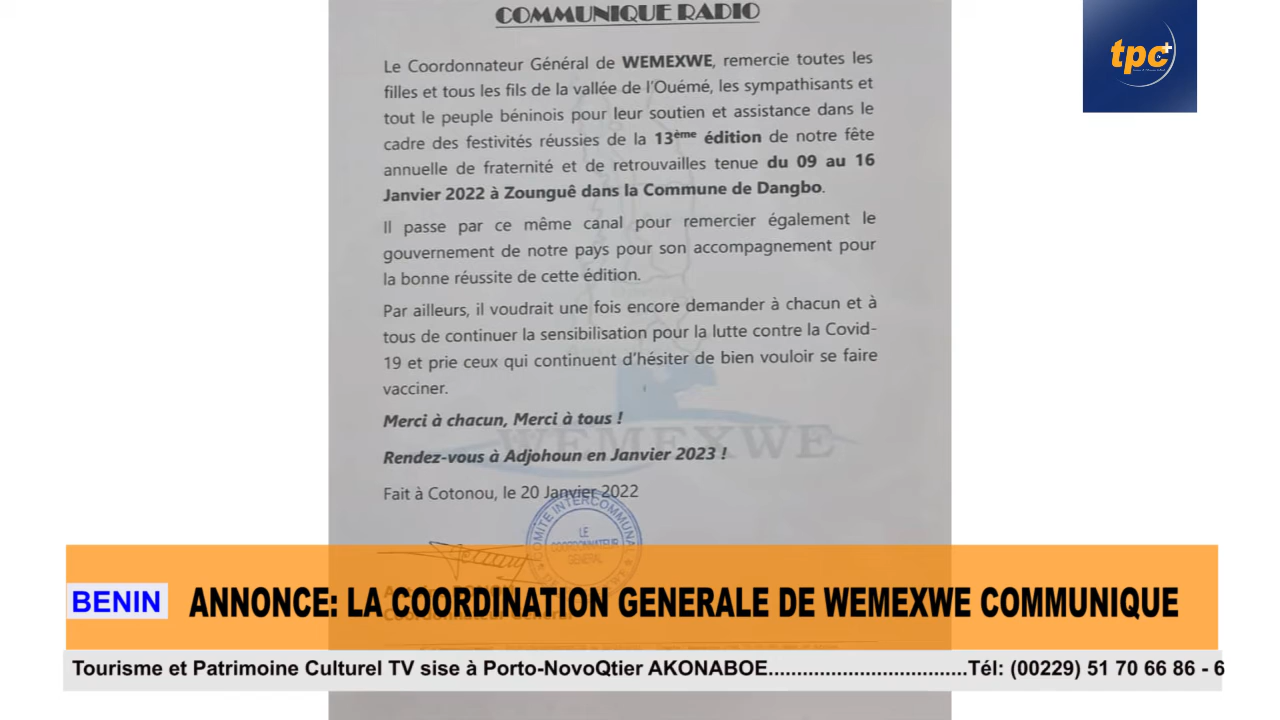 COMMUNIQUE RADIO
tpc+
Le Coordonnateur Général de WEMEXWE, remercie toutes les
filles et tous les fils de la vallée de l'Ouémé, les sympathisants et
tout le peuple béninois pour leur soutien et assistance dans le
cadre des festivités réussies de la 13ème édition de notre fête
annuelle de fraternité et de retrouvailles tenue du 09 au 16
Janvier 2022 à Zounguê dans la Commune de Dangbo.
Il passe par ce même canal pour remercier également le
gouvernement de notre pays pour son accompagnement pour
la bonne réussite de cette édition.
Par ailleurs, il voudrait une fois encore demander à chacun et à
tous de continuer la sensibilisation pour la lutte contre la Covid-
19 et prie ceux qui continuent d'hésiter de bien vouloir se faire
vacciner.
Merci à chacun, Merci à tous !
WEMEXWE
Rendez-vous à Adjohoun en Janvier 2023 !
Fait à Cotonou, le 20 Janvier 2022
COMITE INTERCOMMUNAL
LE
COORDONNATEUR
GENERAL
Coordonnateur Général
BENIN
ANNONCE: LA COORDINATION GENERALE DE WEMEXWE COMMUNIQUE
Tourisme et Patrimoine Culturel TV sise à Porto-NovoQtier AKONABOE...................................Tél: (00229) 51 70 66 86 - 6